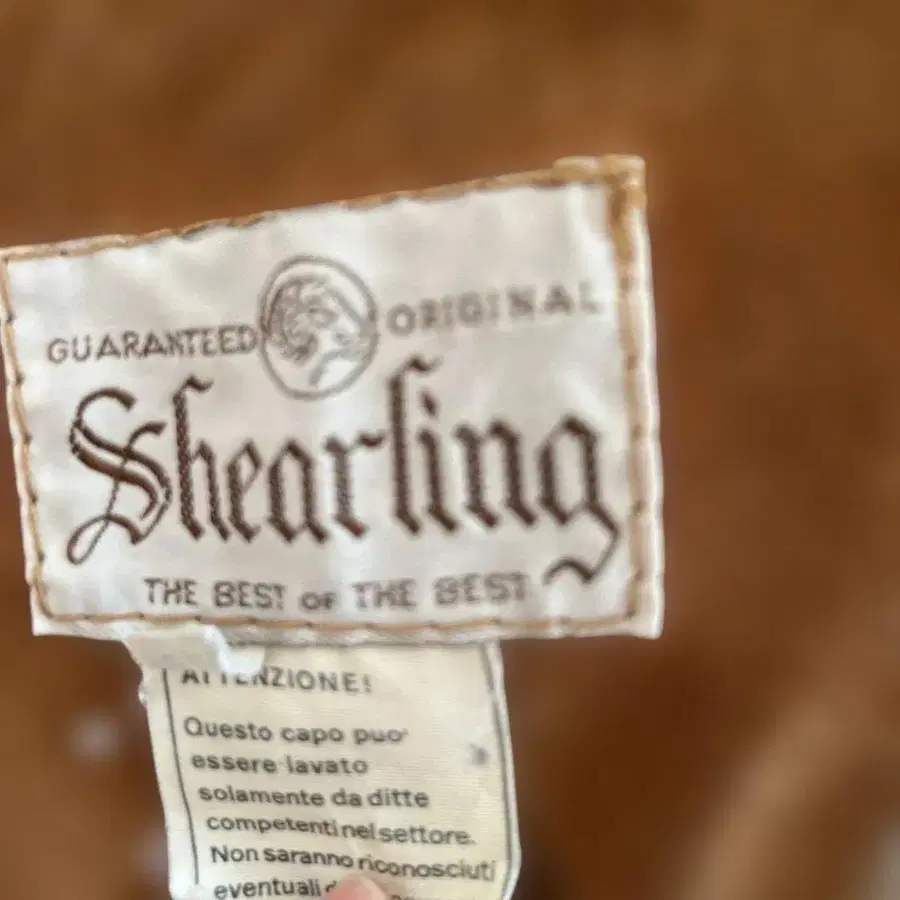 GUARANTEED ORIGINAL
Shearling
THE BEST OF THE BEST
ATTENZIONE!
Questo capo puo'
essere lavato
solamente da ditte
competenti nel settore.
Non saranno riconosciuti
eventuali